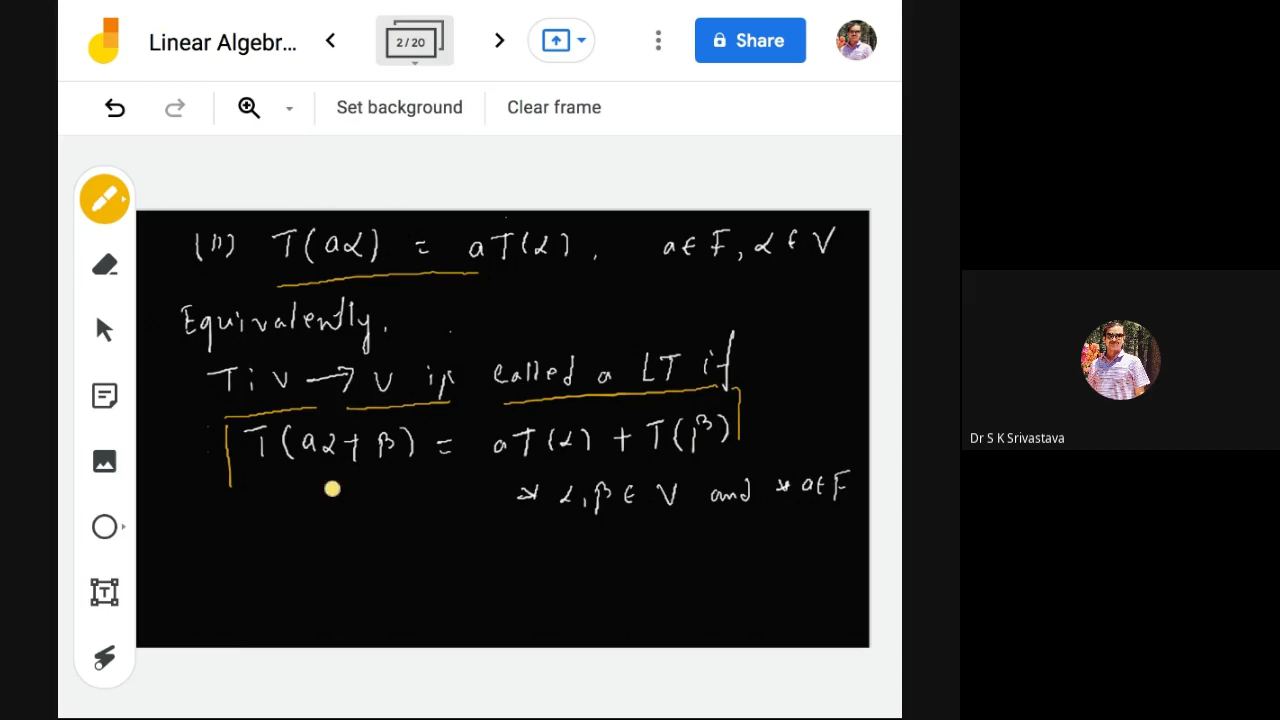 Linear Algebr...
2/20
Share
Set background
Clear frame
(ii) T(aα) = aT(α), a∈F, α∈V
Equivalently,
T: V → U is called a LT if
T(aα + β) = aT(α) + T(β)
∀ α, β ∈ V and ∀ a∈F
Dr S K Srivastava